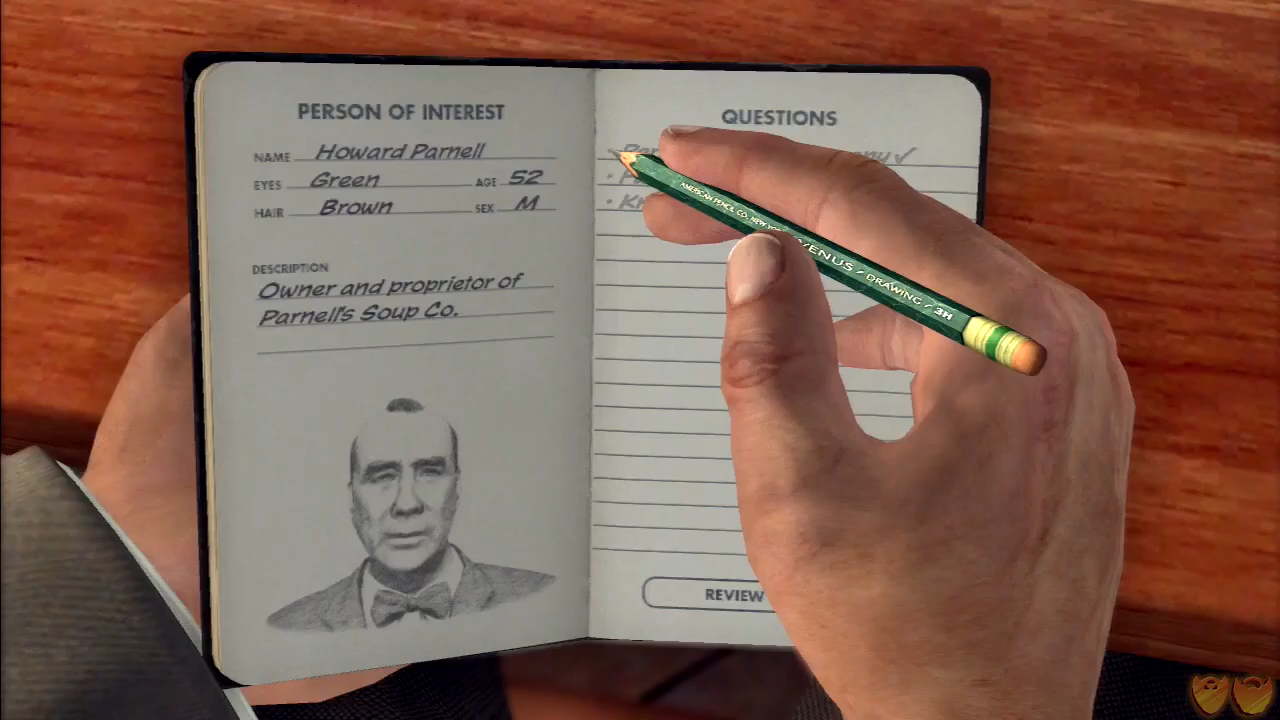 PERSON OF INTEREST
NAME Howard Parnell
EYES Green AGE 52
HAIR Brown SEX M
DESCRIPTION
Owner and proprietor of
Parnell's Soup Co.
QUESTIONS
AMERICAN PENCIL CO. NEW YORK VENUS / DRAWING / 3H
REVIEW